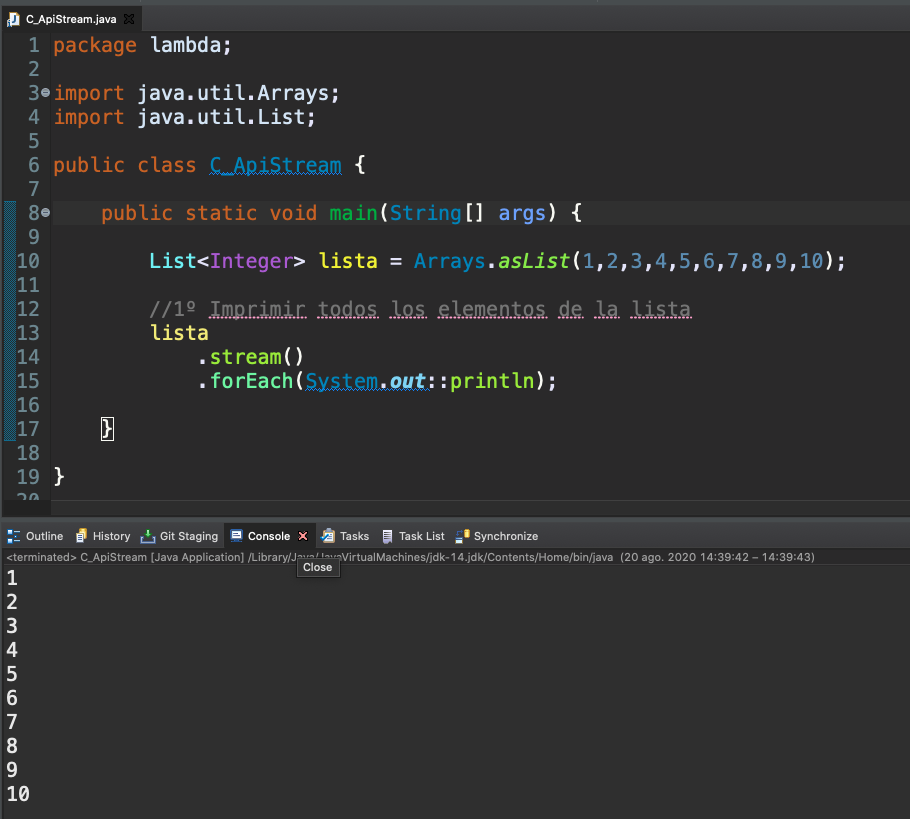 C_ApiStream.java
1 package lambda;
2
3 import java.util.Arrays;
4 import java.util.List;
5
6 public class C_ApiStream {
7
8 public static void main(String[] args) {
9
10 List<Integer> lista = Arrays.asList(1,2,3,4,5,6,7,8,9,10);
11
12 //1º Imprimir todos los elementos de la lista
13 lista
14 .stream()
15 .forEach(System.out::println);
16
17 }
18
19 }
20
Outline History Git Staging Console Tasks Task List Synchronize
<terminated> C_ApiStream [Java Application] /Library/Java/JavaVirtualMachines/jdk-14.jdk/Contents/Home/bin/java (20 ago. 2020 14:39:42 – 14:39:43)
Close
1
2
3
4
5
6
7
8
9
10